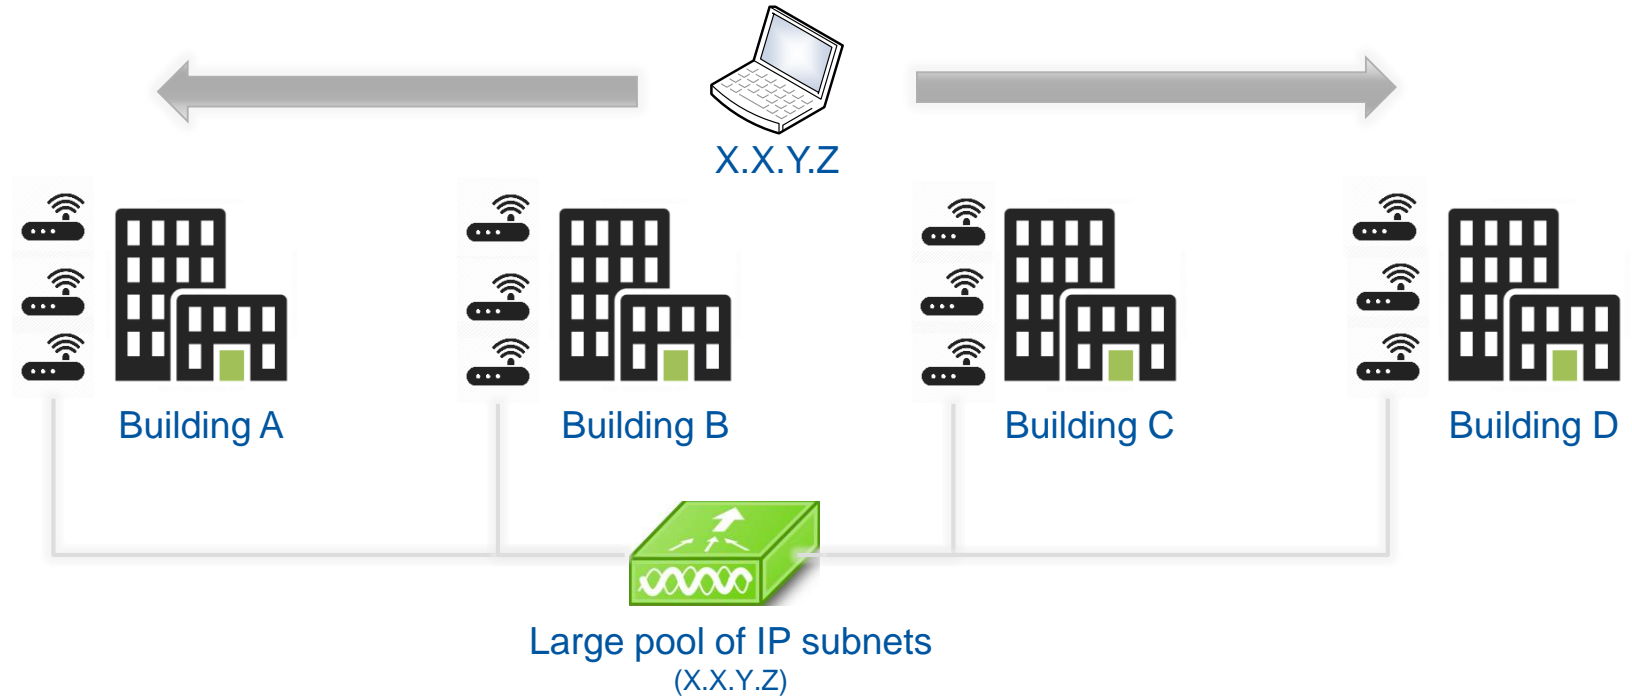 X.X.Y.Z
Building A
Building B
Building C
Building D
Large pool of IP subnets
(X.X.Y.Z)